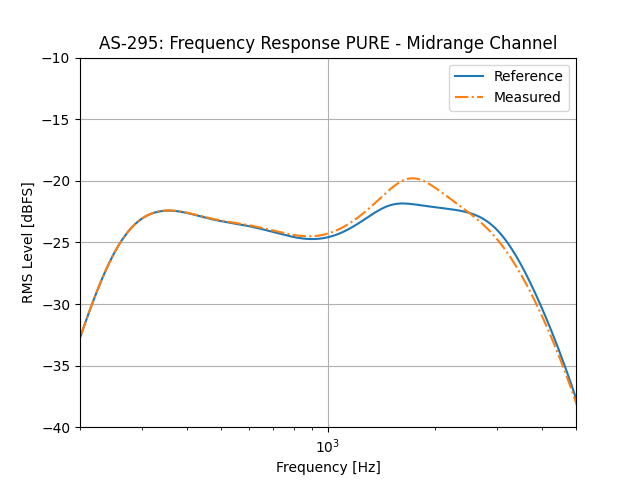 AS-295: Frequency Response PURE - Midrange Channel
Reference
Measured
RMS Level [dBFS]
−10
−15
−20
−25
−30
−35
−40
10³
Frequency [Hz]